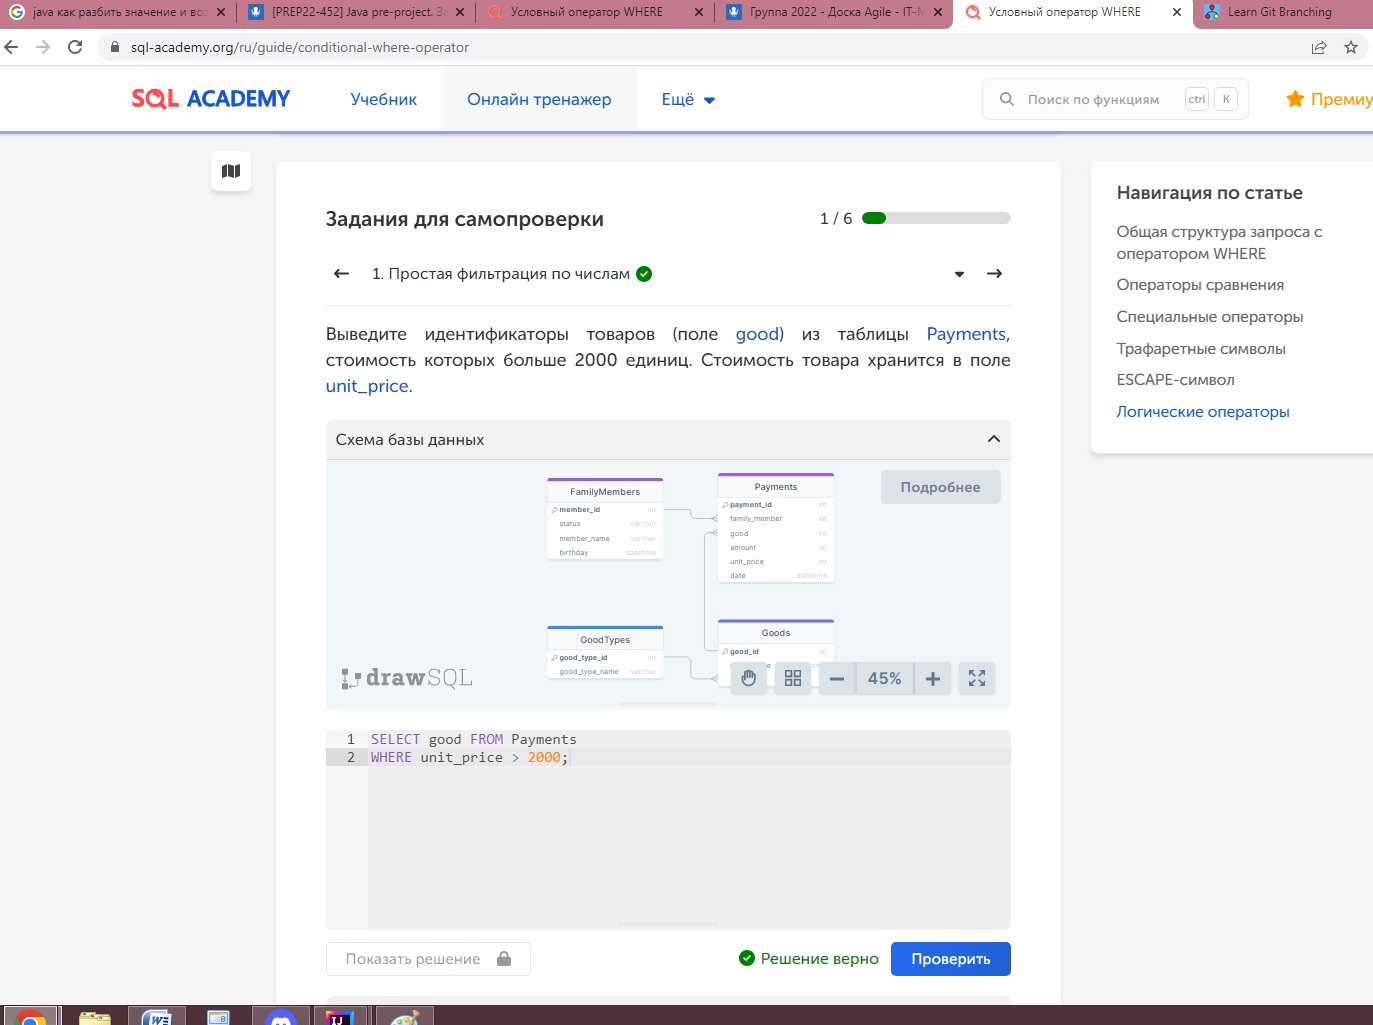 java как разбить значение и воз
[PREP22-452] Java pre-project. З
Условный оператор WHERE
Группа 2022 - Доска Agile - IT-
Условный оператор WHERE
Learn Git Branching
sql-academy.org/ru/guide/conditional-where-operator
SQL ACADEMY
Учебник
Онлайн тренажер
Ещё
Поиск по функциям
ctrl
K
Премиу
Задания для самопроверки
1 / 6
1. Простая фильтрация по числам
Выведите идентификаторы товаров (поле good) из таблицы Payments,
стоимость которых больше 2000 единиц. Стоимость товара хранится в поле
unit_price.
Схема базы данных
Подробнее
FamilyMembers
member_id int
status varchar
member_name varchar
birthday datetime
Payments
payment_id int
family_member int
good int
amount int
unit_price int
date datetime
GoodTypes
good_type_id int
good_type_name varchar
Goods
good_id int
drawSQL
45%
1 SELECT good FROM Payments
2 WHERE unit_price > 2000;
Показать решение
Решение верно
Проверить
Навигация по статье
Общая структура запроса с
оператором WHERE
Операторы сравнения
Специальные операторы
Трафаретные символы
ESCAPE-символ
Логические операторы